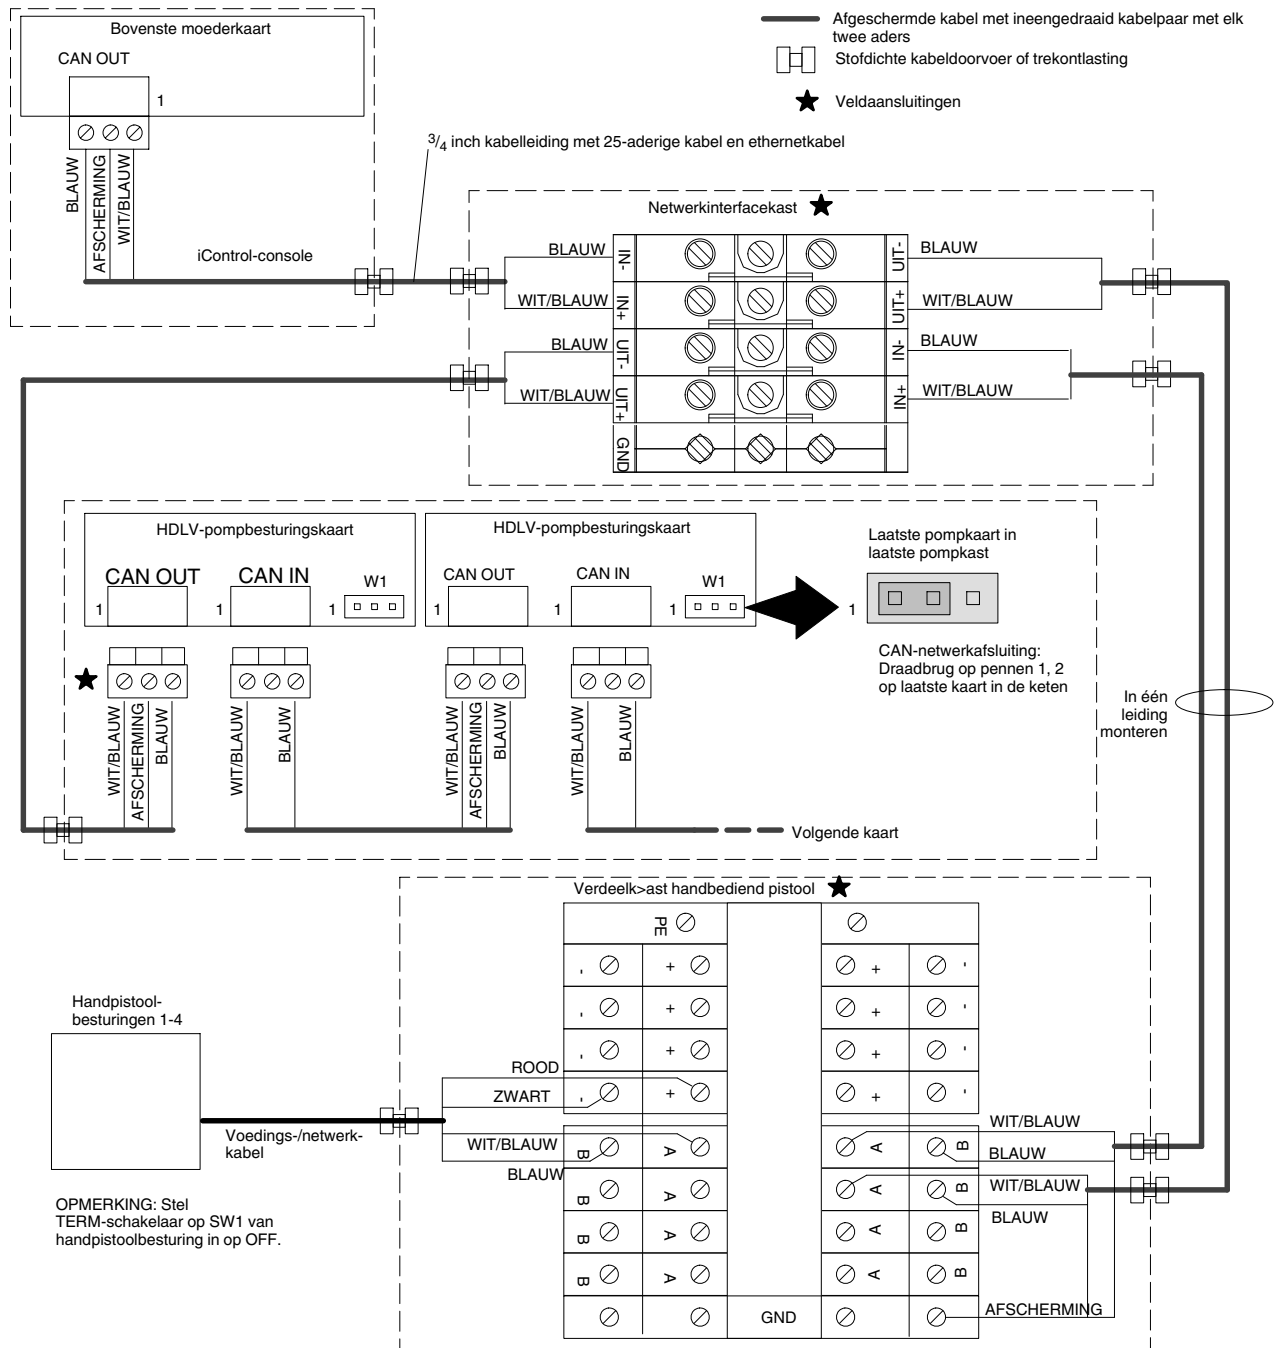 Bovenste moederkaart
CAN OUT
1
BLAUW
AFSCHERMING
WIT/BLAUW
iControl-console
Afgeschermde kabel met ineengedraaid kabelpaar met elk
twee aders
Stofdichte kabeldoorvoer of trekontlasting
Veldaansluitingen
3/4 inch kabelleiding met 25-aderige kabel en ethernetkabel
Netwerkinterfacekast
BLAUW
IN-
UIT-
BLAUW
WIT/BLAUW
IN+
UIT+
WIT/BLAUW
BLAUW
UIT-
IN-
BLAUW
WIT/BLAUW
UIT+
IN+
WIT/BLAUW
GND
HDLV-pompbesturingskaart
CAN OUT
CAN IN
W1
1
1
1
HDLV-pompbesturingskaart
CAN OUT
CAN IN
W1
1
1
1
Laatste pompkaart in
laatste pompkast
1
CAN-netwerkafsluiting:
Draadbrug op pennen 1, 2
op laatste kaart in de keten
In één
leiding
monteren
WIT/BLAUW
AFSCHERMING
BLAUW
WIT/BLAUW
BLAUW
WIT/BLAUW
AFSCHERMING
BLAUW
WIT/BLAUW
BLAUW
Volgende kaart
Verdeelk>ast handbediend pistool
PE
- + + -
- + + -
- + + -
- + + -
Handpistool-
besturingen 1-4
ROOD
ZWART
Voedings-/netwerk-
kabel
WIT/BLAUW
BLAUW
B A A B
B A A B
B A A B
B A A B
WIT/BLAUW
BLAUW
WIT/BLAUW
BLAUW
GND
AFSCHERMING
OPMERKING: Stel
TERM-schakelaar op SW1 van
handpistoolbesturing in op OFF.